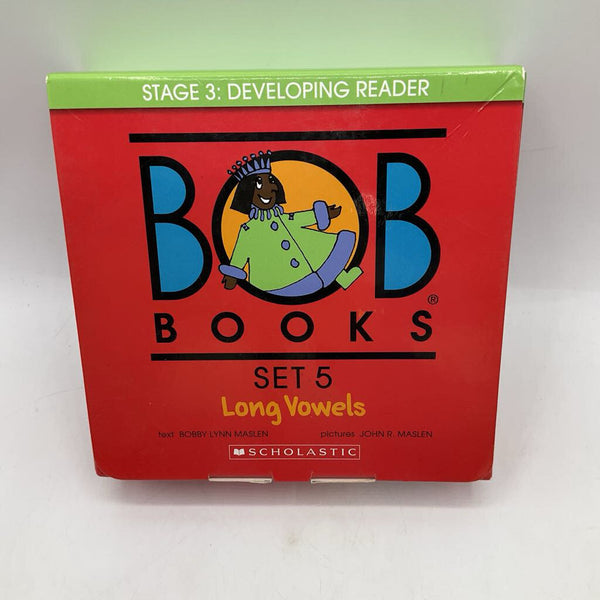 STAGE 3: DEVELOPING READER
BOB
®
BOOKS
SET 5
Long Vowels
text BOBBY LYNN MASLEN pictures JOHN R. MASLEN
SCHOLASTIC